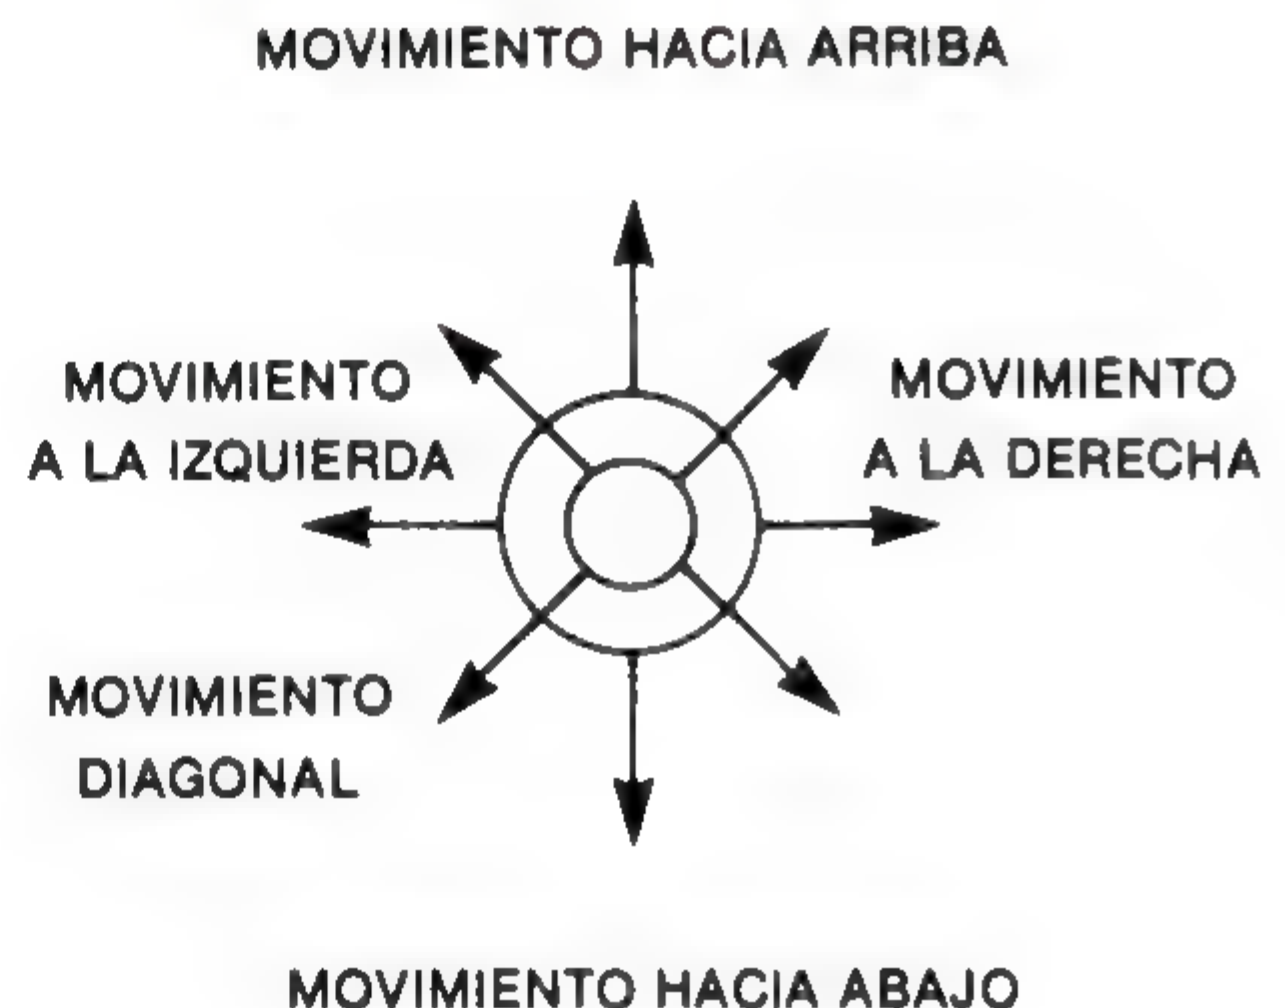 MOVIMIENTO HACIA ARRIBA
MOVIMIENTO
A LA IZQUIERDA
MOVIMIENTO
A LA DERECHA
MOVIMIENTO
DIAGONAL
MOVIMIENTO HACIA ABAJO